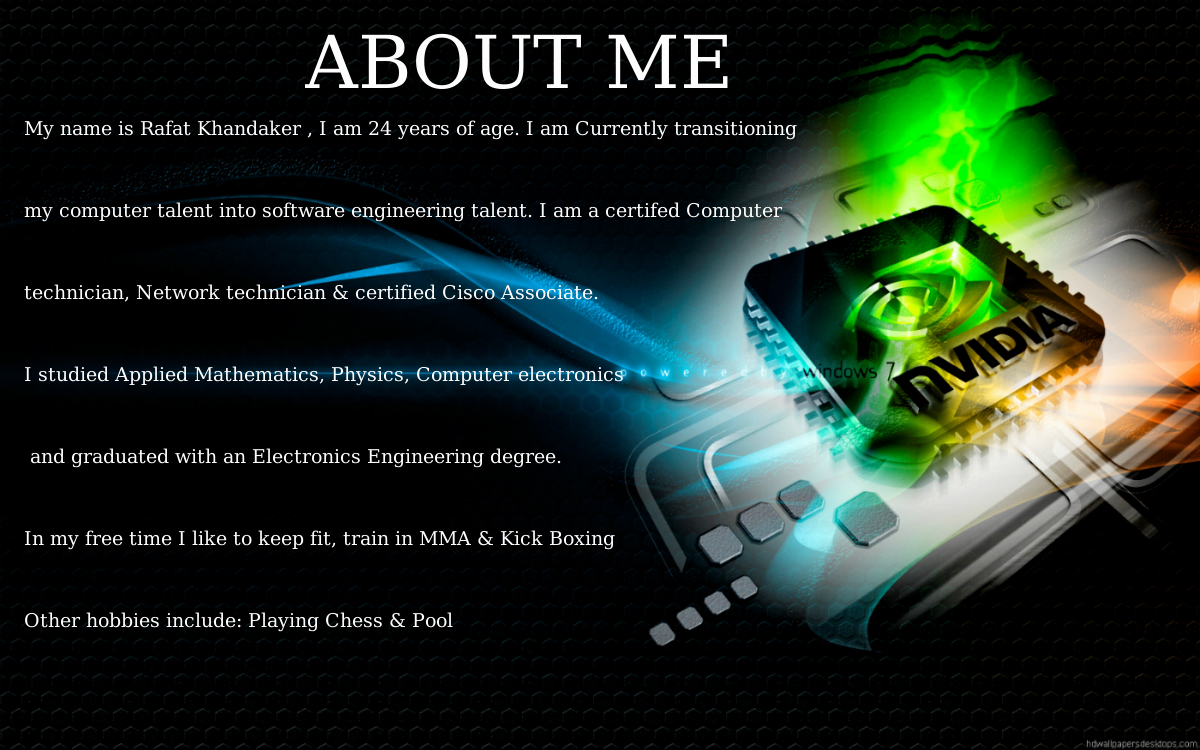 ABOUT ME
My name is Rafat Khandaker , I am 24 years of age. I am Currently transitioning
my computer talent into software engineering talent. I am a certifed Computer
technician, Network technician & certified Cisco Associate.
I studied Applied Mathematics, Physics, Computer electronics
powered by windows 7
nVIDIA
and graduated with an Electronics Engineering degree.
In my free time I like to keep fit, train in MMA & Kick Boxing
Other hobbies include: Playing Chess & Pool
hdwallpapersdesktops.com